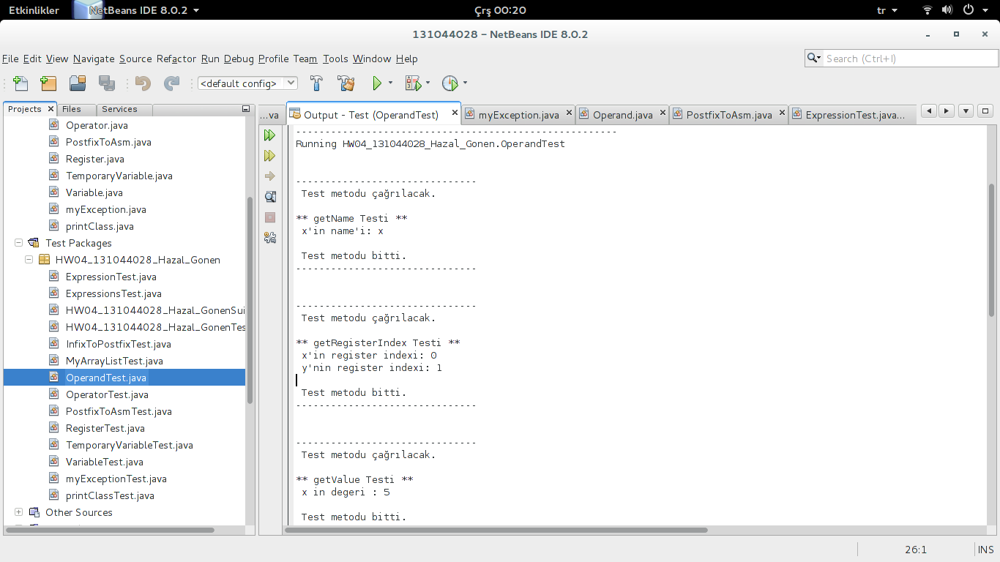 Etkinlikler NetBeans IDE 8.0.2 Çrş 00:20 tr
131044028 – NetBeans IDE 8.0.2
File Edit View Navigate Source Refactor Run Debug Profile Team Tools Window Help Search (Ctrl+I)
<default config>
Projects Files Services
...va Output - Test (OperandTest) myException.java Operand.java PostfixToAsm.java ExpressionTest.java...
Operator.java
PostfixToAsm.java
Register.java
TemporaryVariable.java
Variable.java
myException.java
printClass.java
Test Packages
HW04_131044028_Hazal_Gonen
ExpressionTest.java
ExpressionsTest.java
HW04_131044028_Hazal_GonenSui
HW04_131044028_Hazal_GonenTes
InfixToPostfixTest.java
MyArrayListTest.java
OperandTest.java
OperatorTest.java
PostfixToAsmTest.java
RegisterTest.java
TemporaryVariableTest.java
VariableTest.java
myExceptionTest.java
printClassTest.java
Other Sources
-------------------------------------------------------
Running HW04_131044028_Hazal_Gonen.OperandTest
-------------------------------
Test metodu çağrılacak.
** getName Testi **
x'in name'i: x
Test metodu bitti.
-------------------------------
-------------------------------
Test metodu çağrılacak.
** getRegisterIndex Testi **
x'in register indexi: 0
y'nin register indexi: 1
Test metodu bitti.
-------------------------------
-------------------------------
Test metodu çağrılacak.
** getValue Testi **
x in degeri : 5
Test metodu bitti.
26:1 INS